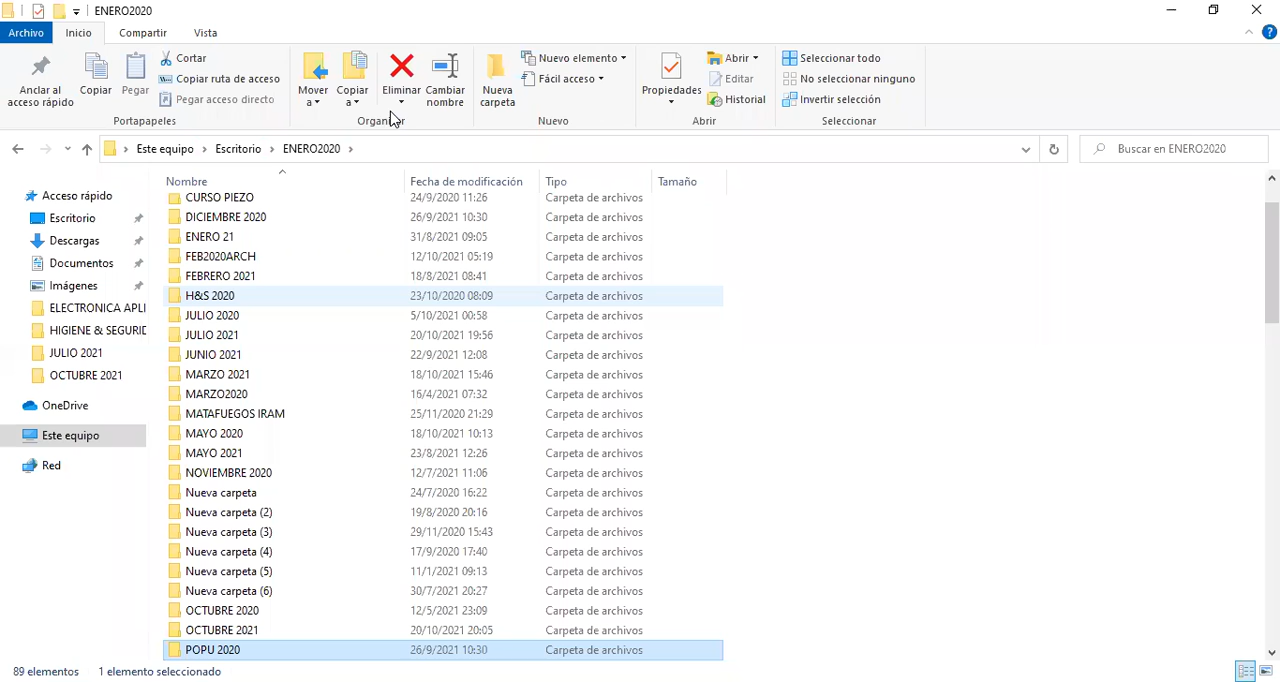 ENERO2020
Archivo Inicio Compartir Vista
Anclar al acceso rápido
Copiar
Pegar
Cortar
Copiar ruta de acceso
Pegar acceso directo
Portapapeles
Mover a
Copiar a
Eliminar
Cambiar nombre
Nueva carpeta
Nuevo elemento
Fácil acceso
Nuevo
Propiedades
Abrir
Editar
Historial
Abrir
Seleccionar todo
No seleccionar ninguno
Invertir selección
Seleccionar
Este equipo Escritorio ENERO2020
Buscar en ENERO2020
Acceso rápido
Escritorio
Descargas
Documentos
Imágenes
ELECTRONICA APLI
HIGIENE & SEGURID
JULIO 2021
OCTUBRE 2021
OneDrive
Este equipo
Red
Nombre Fecha de modificación Tipo Tamaño
CURSO PIEZO 24/9/2020 11:26 Carpeta de archivos
DICIEMBRE 2020 26/9/2021 10:30 Carpeta de archivos
ENERO 21 31/8/2021 09:05 Carpeta de archivos
FEB2020ARCH 12/10/2021 05:19 Carpeta de archivos
FEBRERO 2021 18/8/2021 08:41 Carpeta de archivos
H&S 2020 23/10/2020 08:09 Carpeta de archivos
JULIO 2020 5/10/2021 00:58 Carpeta de archivos
JULIO 2021 20/10/2021 19:56 Carpeta de archivos
JUNIO 2021 22/9/2021 12:08 Carpeta de archivos
MARZO 2021 18/10/2021 15:46 Carpeta de archivos
MARZO2020 16/4/2021 07:32 Carpeta de archivos
MATAFUEGOS IRAM 25/11/2020 21:29 Carpeta de archivos
MAYO 2020 18/10/2021 10:13 Carpeta de archivos
MAYO 2021 23/8/2021 12:26 Carpeta de archivos
NOVIEMBRE 2020 12/7/2021 11:06 Carpeta de archivos
Nueva carpeta 24/7/2020 16:22 Carpeta de archivos
Nueva carpeta (2) 19/8/2020 20:16 Carpeta de archivos
Nueva carpeta (3) 29/11/2020 15:43 Carpeta de archivos
Nueva carpeta (4) 17/9/2020 17:40 Carpeta de archivos
Nueva carpeta (5) 11/1/2021 09:13 Carpeta de archivos
Nueva carpeta (6) 30/7/2021 20:27 Carpeta de archivos
OCTUBRE 2020 12/5/2021 23:09 Carpeta de archivos
OCTUBRE 2021 20/10/2021 20:05 Carpeta de archivos
POPU 2020 26/9/2021 10:30 Carpeta de archivos
89 elementos 1 elemento seleccionado